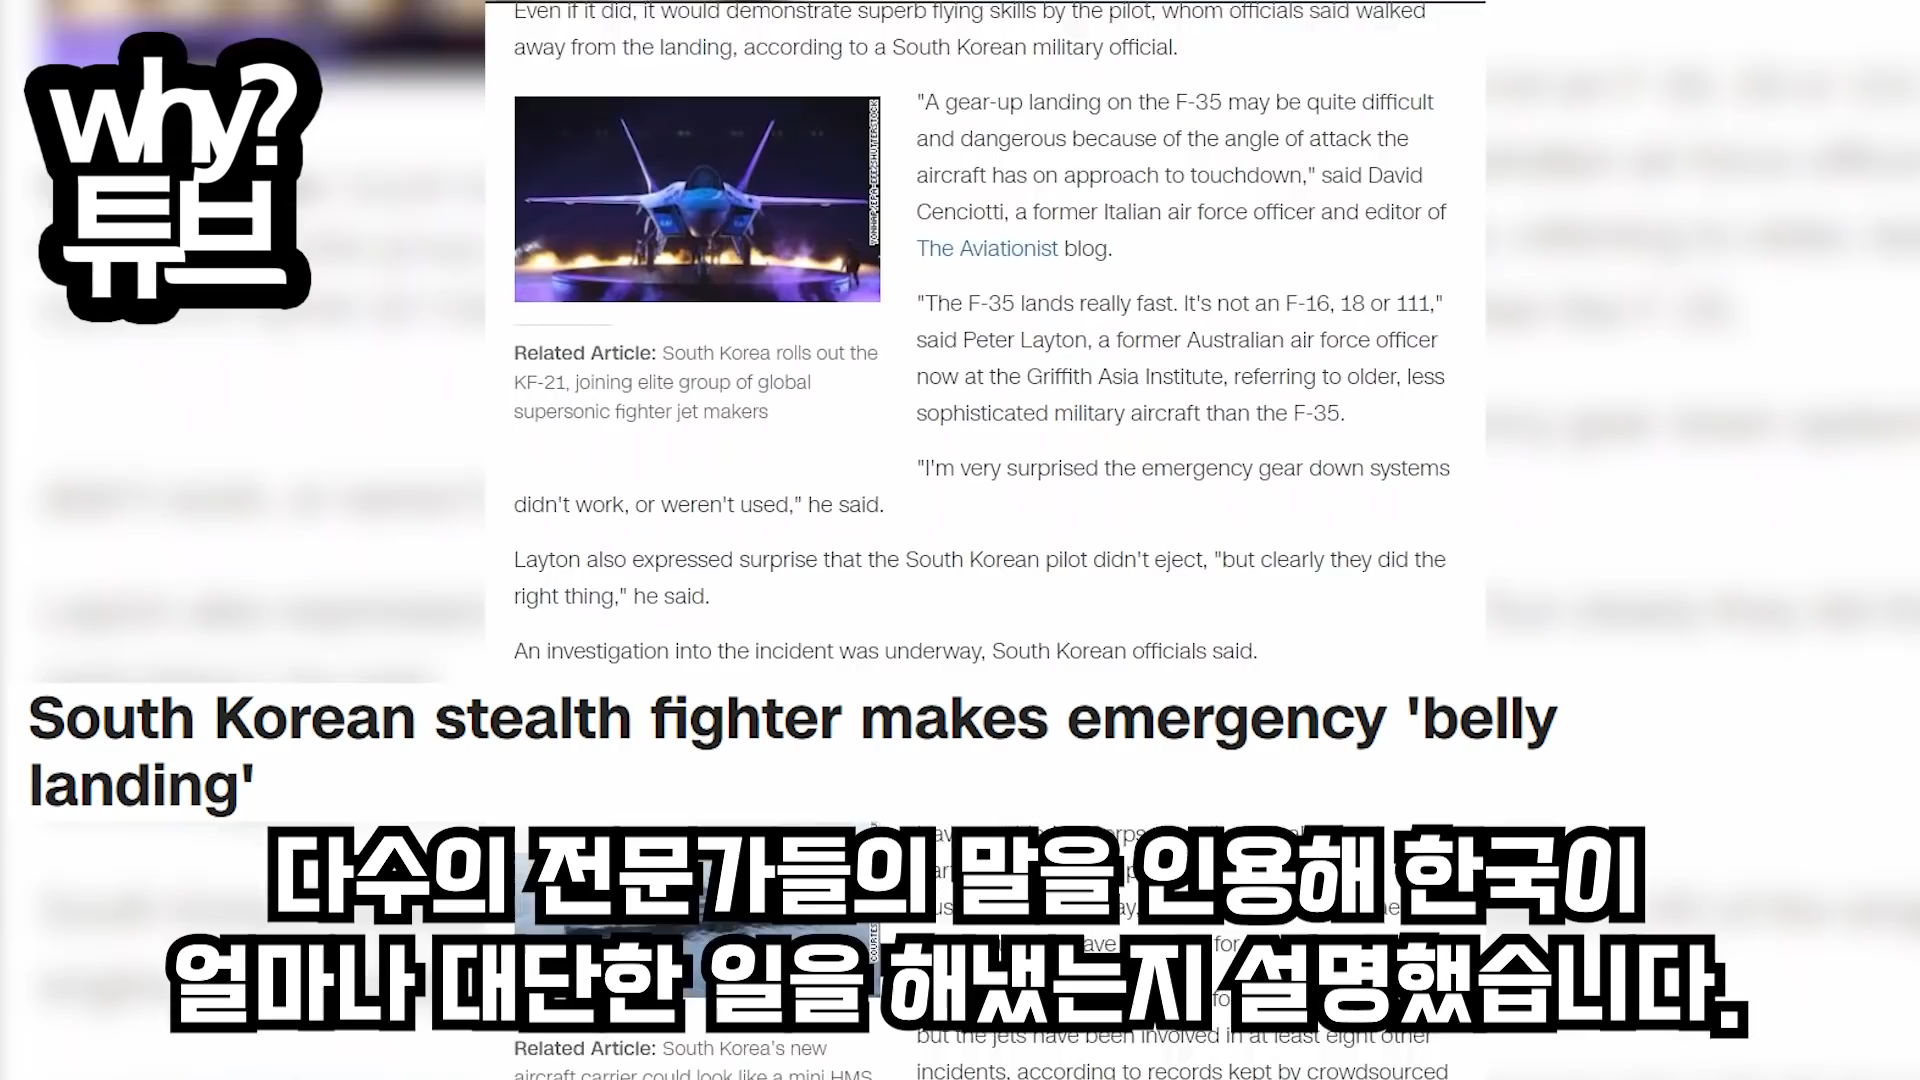 why?
튜브
Even if it did, it would demonstrate superb flying skills by the pilot, whom officials said walked
away from the landing, according to a South Korean military official.
"A gear-up landing on the F-35 may be quite difficult
and dangerous because of the angle of attack the
aircraft has on approach to touchdown," said David
Cenciotti, a former Italian air force officer and editor of
The Aviationist blog.
YONHAP/EPA-EFE/SHUTTERSTOCK
Related Article: South Korea rolls out the
KF-21, joining elite group of global
supersonic fighter jet makers
"The F-35 lands really fast. It's not an F-16, 18 or 111,"
said Peter Layton, a former Australian air force officer
now at the Griffith Asia Institute, referring to older, less
sophisticated military aircraft than the F-35.
"I'm very surprised the emergency gear down systems
didn't work, or weren't used," he said.
Layton also expressed surprise that the South Korean pilot didn't eject, "but clearly they did the
right thing," he said.
An investigation into the incident was underway, South Korean officials said.
South Korean stealth fighter makes emergency 'belly
landing'
다수의 전문가들의 말을 인용해 한국이
얼마나 대단한 일을 해냈는지 설명했습니다.
but the jets have been involved in at least eight other
incidents, according to records kept by crowdsourced
Related Article: South Korea's new
aircraft carrier could look like a mini HMS